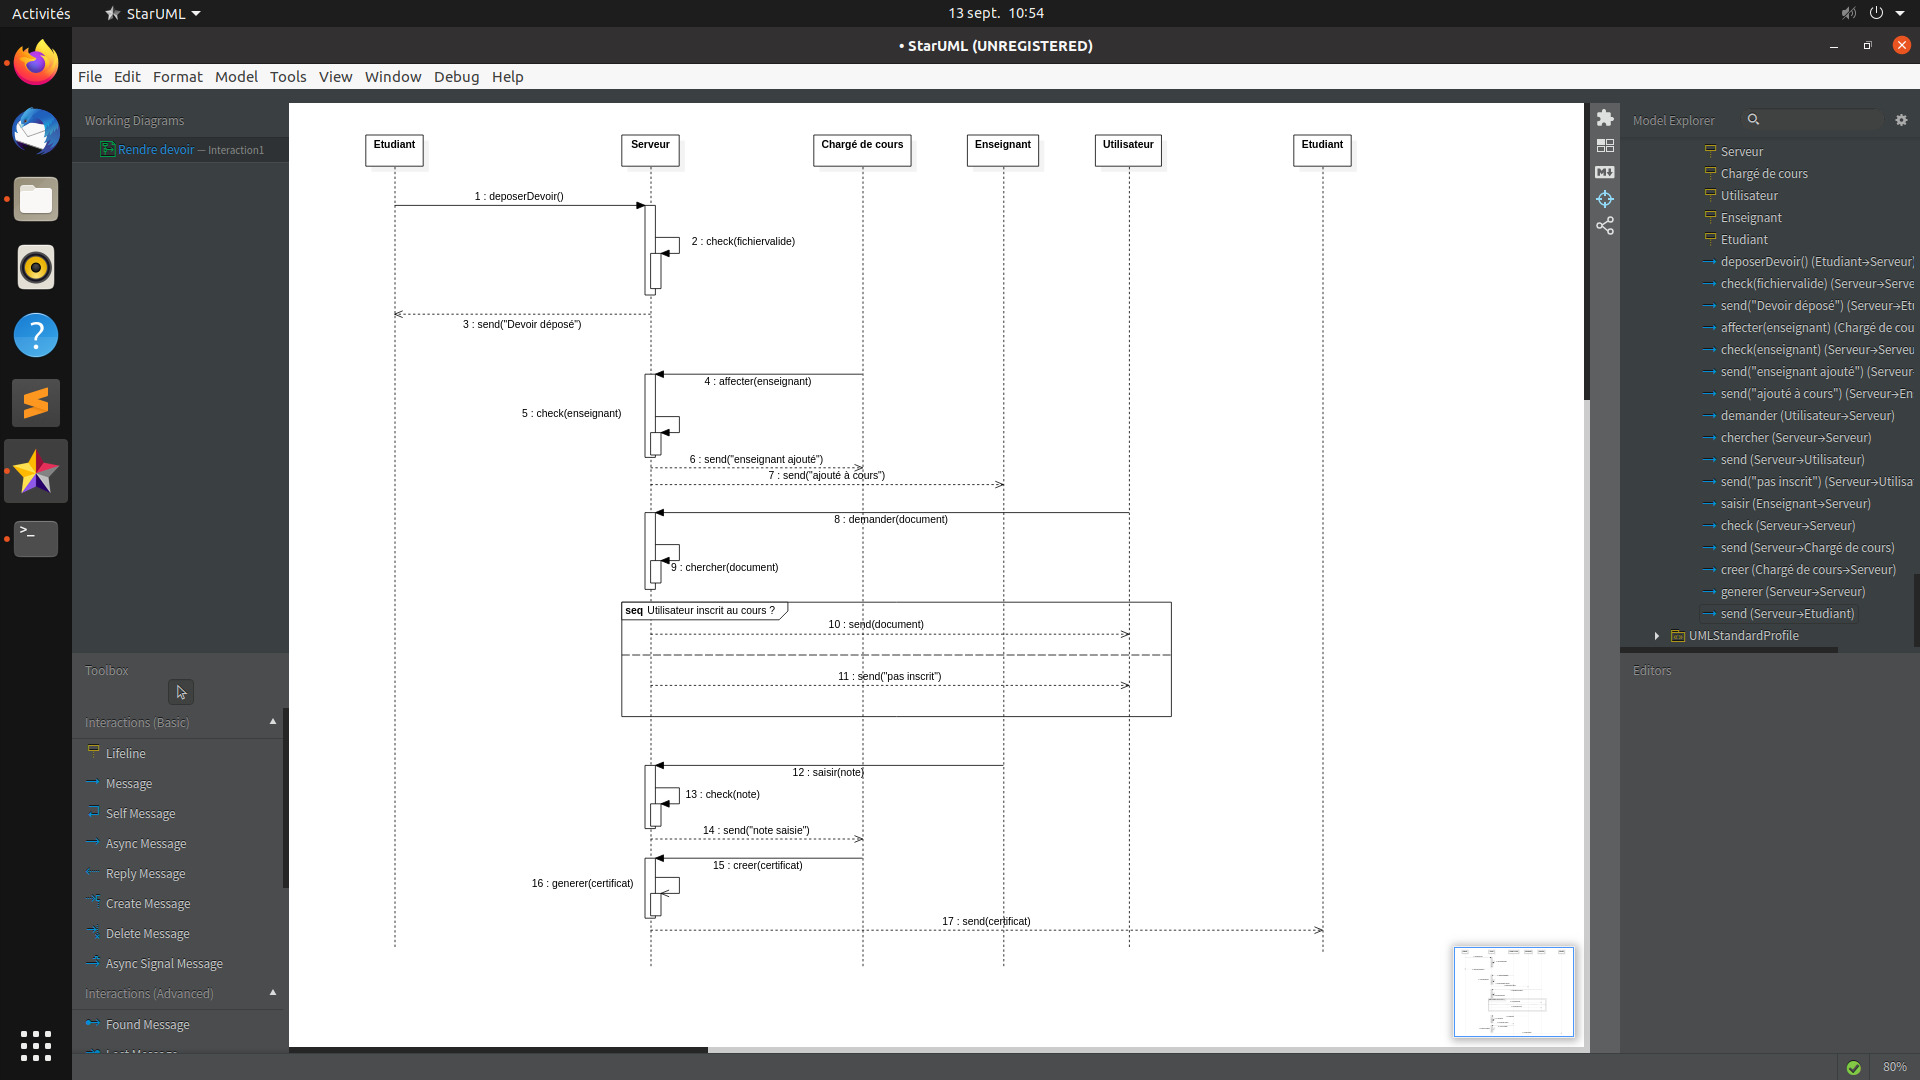 Activités
StarUML
13 sept. 10:54
• StarUML (UNREGISTERED)
File Edit Format Model Tools View Window Debug Help
Working Diagrams
Rendre devoir — Interaction1
Toolbox
Interactions (Basic)
Lifeline
Message
Self Message
Async Message
Reply Message
Create Message
Delete Message
Async Signal Message
Interactions (Advanced)
Found Message
Lost Message
Etudiant
Serveur
Chargé de cours
Enseignant
Utilisateur
Etudiant
1 : deposerDevoir()
2 : check(fichiervalide)
3 : send("Devoir déposé")
4 : affecter(enseignant)
5 : check(enseignant)
6 : send("enseignant ajouté")
7 : send("ajouté à cours")
8 : demander(document)
9 : chercher(document)
seq Utilisateur inscrit au cours ?
10 : send(document)
11 : send("pas inscrit")
12 : saisir(note)
13 : check(note)
14 : send("note saisie")
15 : creer(certificat)
16 : generer(certificat)
17 : send(certificat)
Model Explorer
Serveur
Chargé de cours
Utilisateur
Enseignant
Etudiant
deposerDevoir() (Etudiant→Serveur)
check(fichiervalide) (Serveur→Serve
send("Devoir déposé") (Serveur→Etu
affecter(enseignant) (Chargé de cou
check(enseignant) (Serveur→Serveu
send("enseignant ajouté") (Serveur-
send("ajouté à cours") (Serveur→En
demander (Utilisateur→Serveur)
chercher (Serveur→Serveur)
send (Serveur→Utilisateur)
send("pas inscrit") (Serveur→Utilisa
saisir (Enseignant→Serveur)
check (Serveur→Serveur)
send (Serveur→Chargé de cours)
creer (Chargé de cours→Serveur)
generer (Serveur→Serveur)
send (Serveur→Etudiant)
UMLStandardProfile
Editors
80%